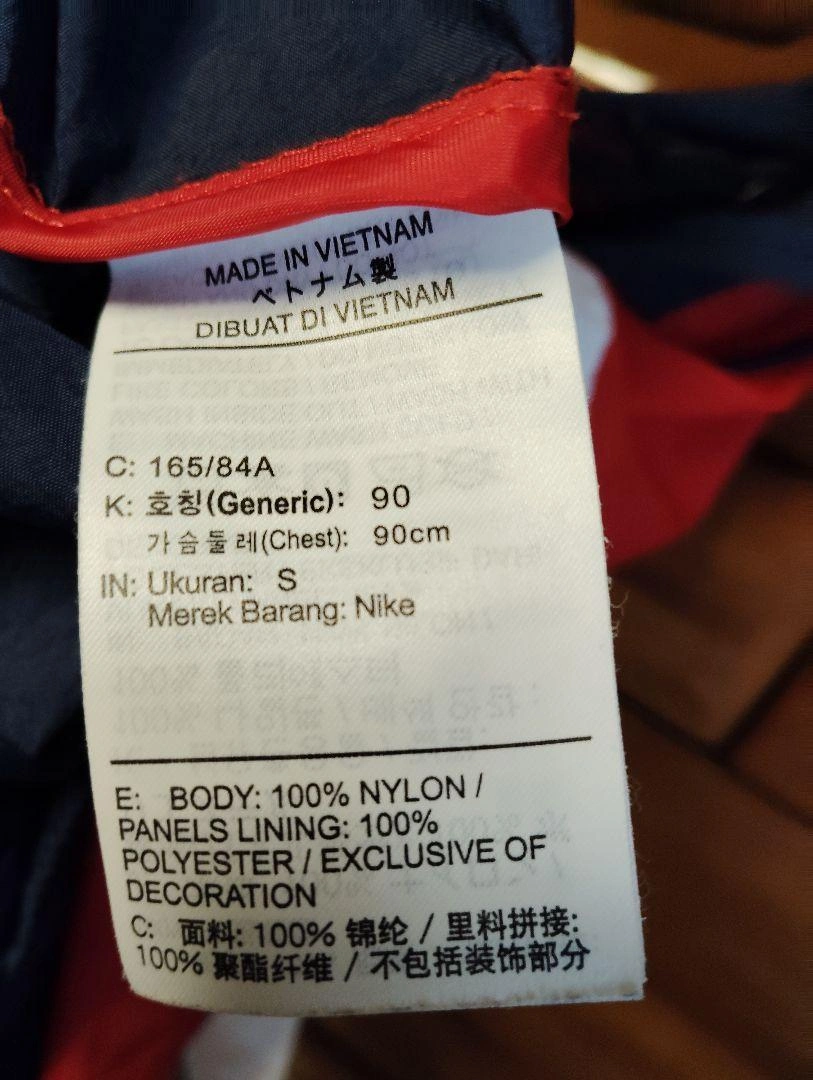 MADE IN VIETNAM
ベトナム製
DIBUAT DI VIETNAM
C: 165/84A
K: 호칭(Generic): 90
가슴둘레(Chest): 90cm
IN: Ukuran: S
Merek Barang: Nike
E: BODY: 100% NYLON /
PANELS LINING: 100%
POLYESTER / EXCLUSIVE OF
DECORATION
C: 面料: 100% 锦纶 / 里料拼接:
100% 聚酯纤维 / 不包括装饰部分